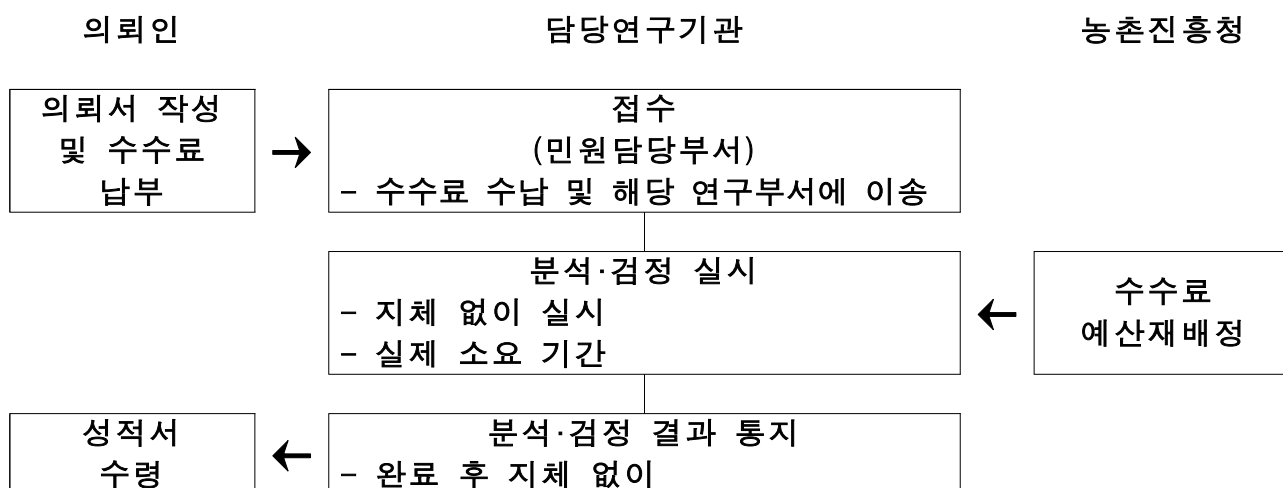 의뢰인
담당연구기관
농촌진흥청
의뢰서 작성
및 수수료
납부
→
접수
(민원담당부서)
- 수수료 수납 및 해당 연구부서에 이송
분석·검정 실시
- 지체 없이 실시
- 실제 소요 기간
←
수수료
예산재배정
성적서
수령
←
분석·검정 결과 통지
- 완료 후 지체 없이